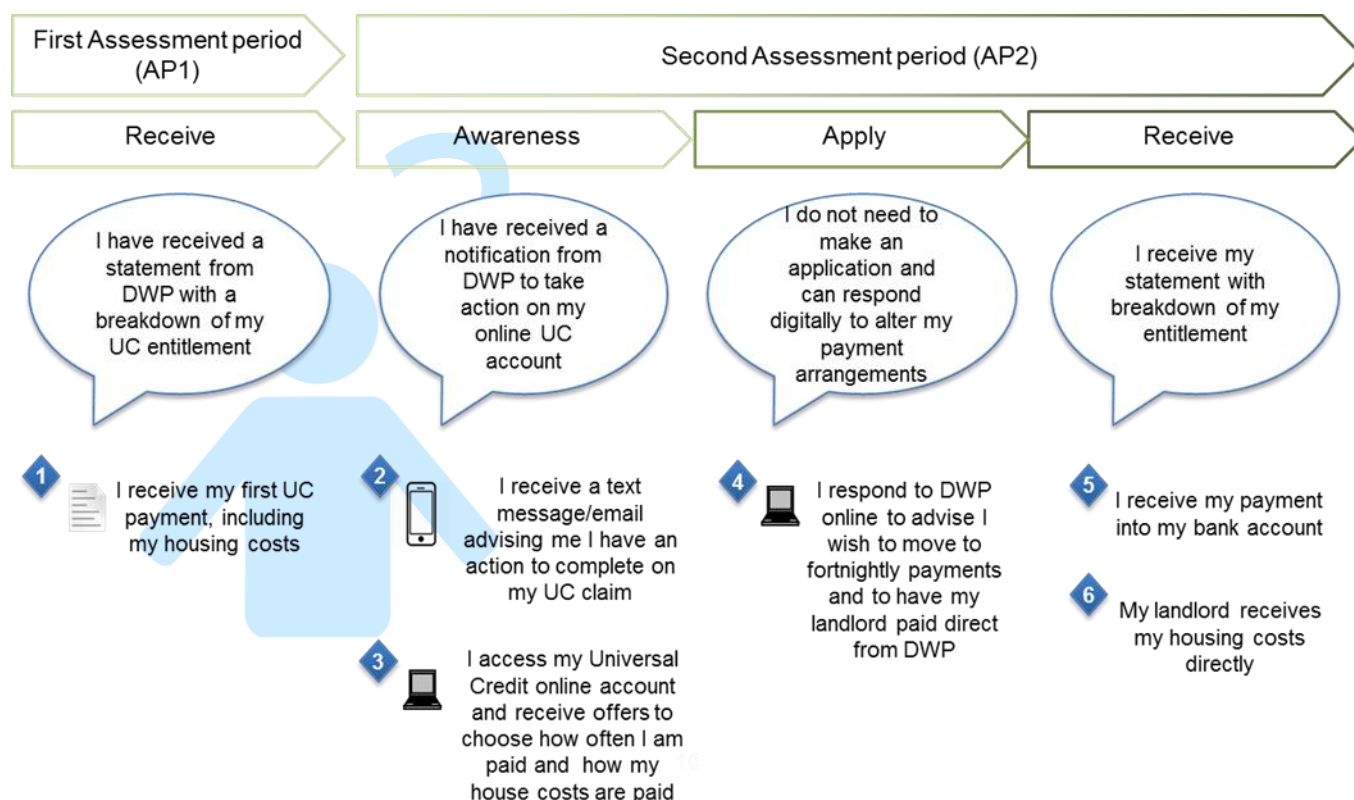 First Assessment period
(AP1)
Second Assessment period (AP2)
Receive
Awareness
Apply
Receive
I have received a
statement from
DWP with a
breakdown of my
UC entitlement
I have received a
notification from
DWP to take
action on my
online UC
account
I do not need to
make an
application and
can respond
digitally to alter my
payment
arrangements
I receive my
statement with
breakdown of my
entitlement
1
I receive my first UC
payment, including
my housing costs
2
I receive a text
message/email
advising me I have an
action to complete on
my UC claim
3
I access my Universal
Credit online account
and receive offers to
choose how often I am
paid and how my
house costs are paid
4
I respond to DWP
online to advise I
wish to move to
fortnightly payments
and to have my
landlord paid direct
from DWP
5
I receive my payment
into my bank account
6
My landlord receives
my housing costs
directly
10